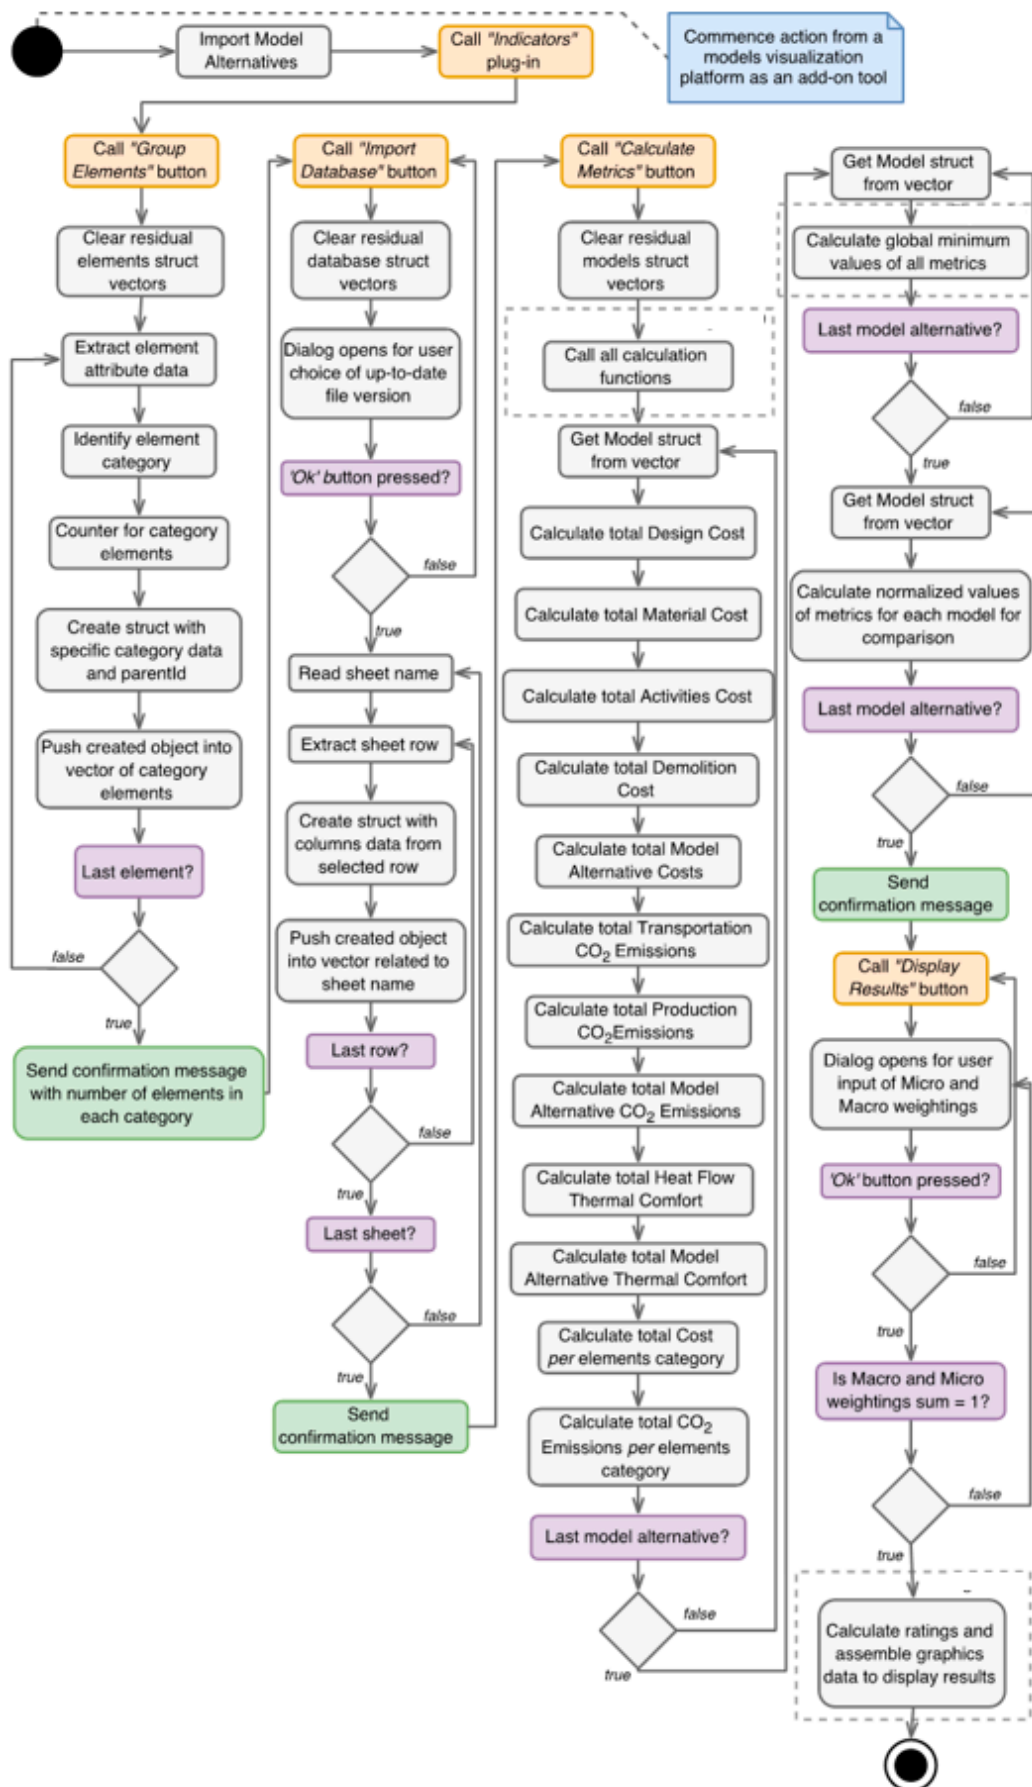 Import Model
Alternatives
Call "Indicators"
plug-in
Commence action from a
models visualization
platform as an add-on tool
Call "Group
Elements" button
Clear residual
elements struct
vectors
Extract element
attribute data
Identify element
category
Counter for category
elements
Create struct with
specific category data
and parentId
Push created object into
vector of category
elements
Last element?
false
true
Send confirmation message
with number of elements in
each category
Call "Import
Database" button
Clear residual
database struct
vectors
Dialog opens for user
choice of up-to-date
file version
'Ok' button pressed?
false
true
Read sheet name
Extract sheet row
Create struct with
columns data from
selected row
Push created object
into vector related to
sheet name
Last row?
false
true
Last sheet?
false
true
Send
confirmation message
Call "Calculate
Metrics" button
Clear residual
models struct
vectors
Call all calculation
functions
Get Model struct
from vector
Calculate total Design Cost
Calculate total Material Cost
Calculate total Activities Cost
Calculate total Demolition
Cost
Calculate total Model
Alternative Costs
Calculate total Transportation
CO2 Emissions
Calculate total Production
CO2Emissions
Calculate total Model
Alternative CO2 Emissions
Calculate total Heat Flow
Thermal Comfort
Calculate total Model
Alternative Thermal Comfort
Calculate total Cost
per elements category
Calculate total CO2
Emissions per elements
category
Last model alternative?
false
true
Get Model struct
from vector
Calculate global minimum
values of all metrics
Last model alternative?
false
true
Get Model struct
from vector
Calculate normalized values
of metrics for each model for
comparison
Last model alternative?
false
true
Send
confirmation message
Call "Display
Results" button
Dialog opens for user
input of Micro and
Macro weightings
'Ok' button pressed?
false
true
Is Macro and Micro
weightings sum = 1?
false
true
Calculate ratings and
assemble graphics
data to display results